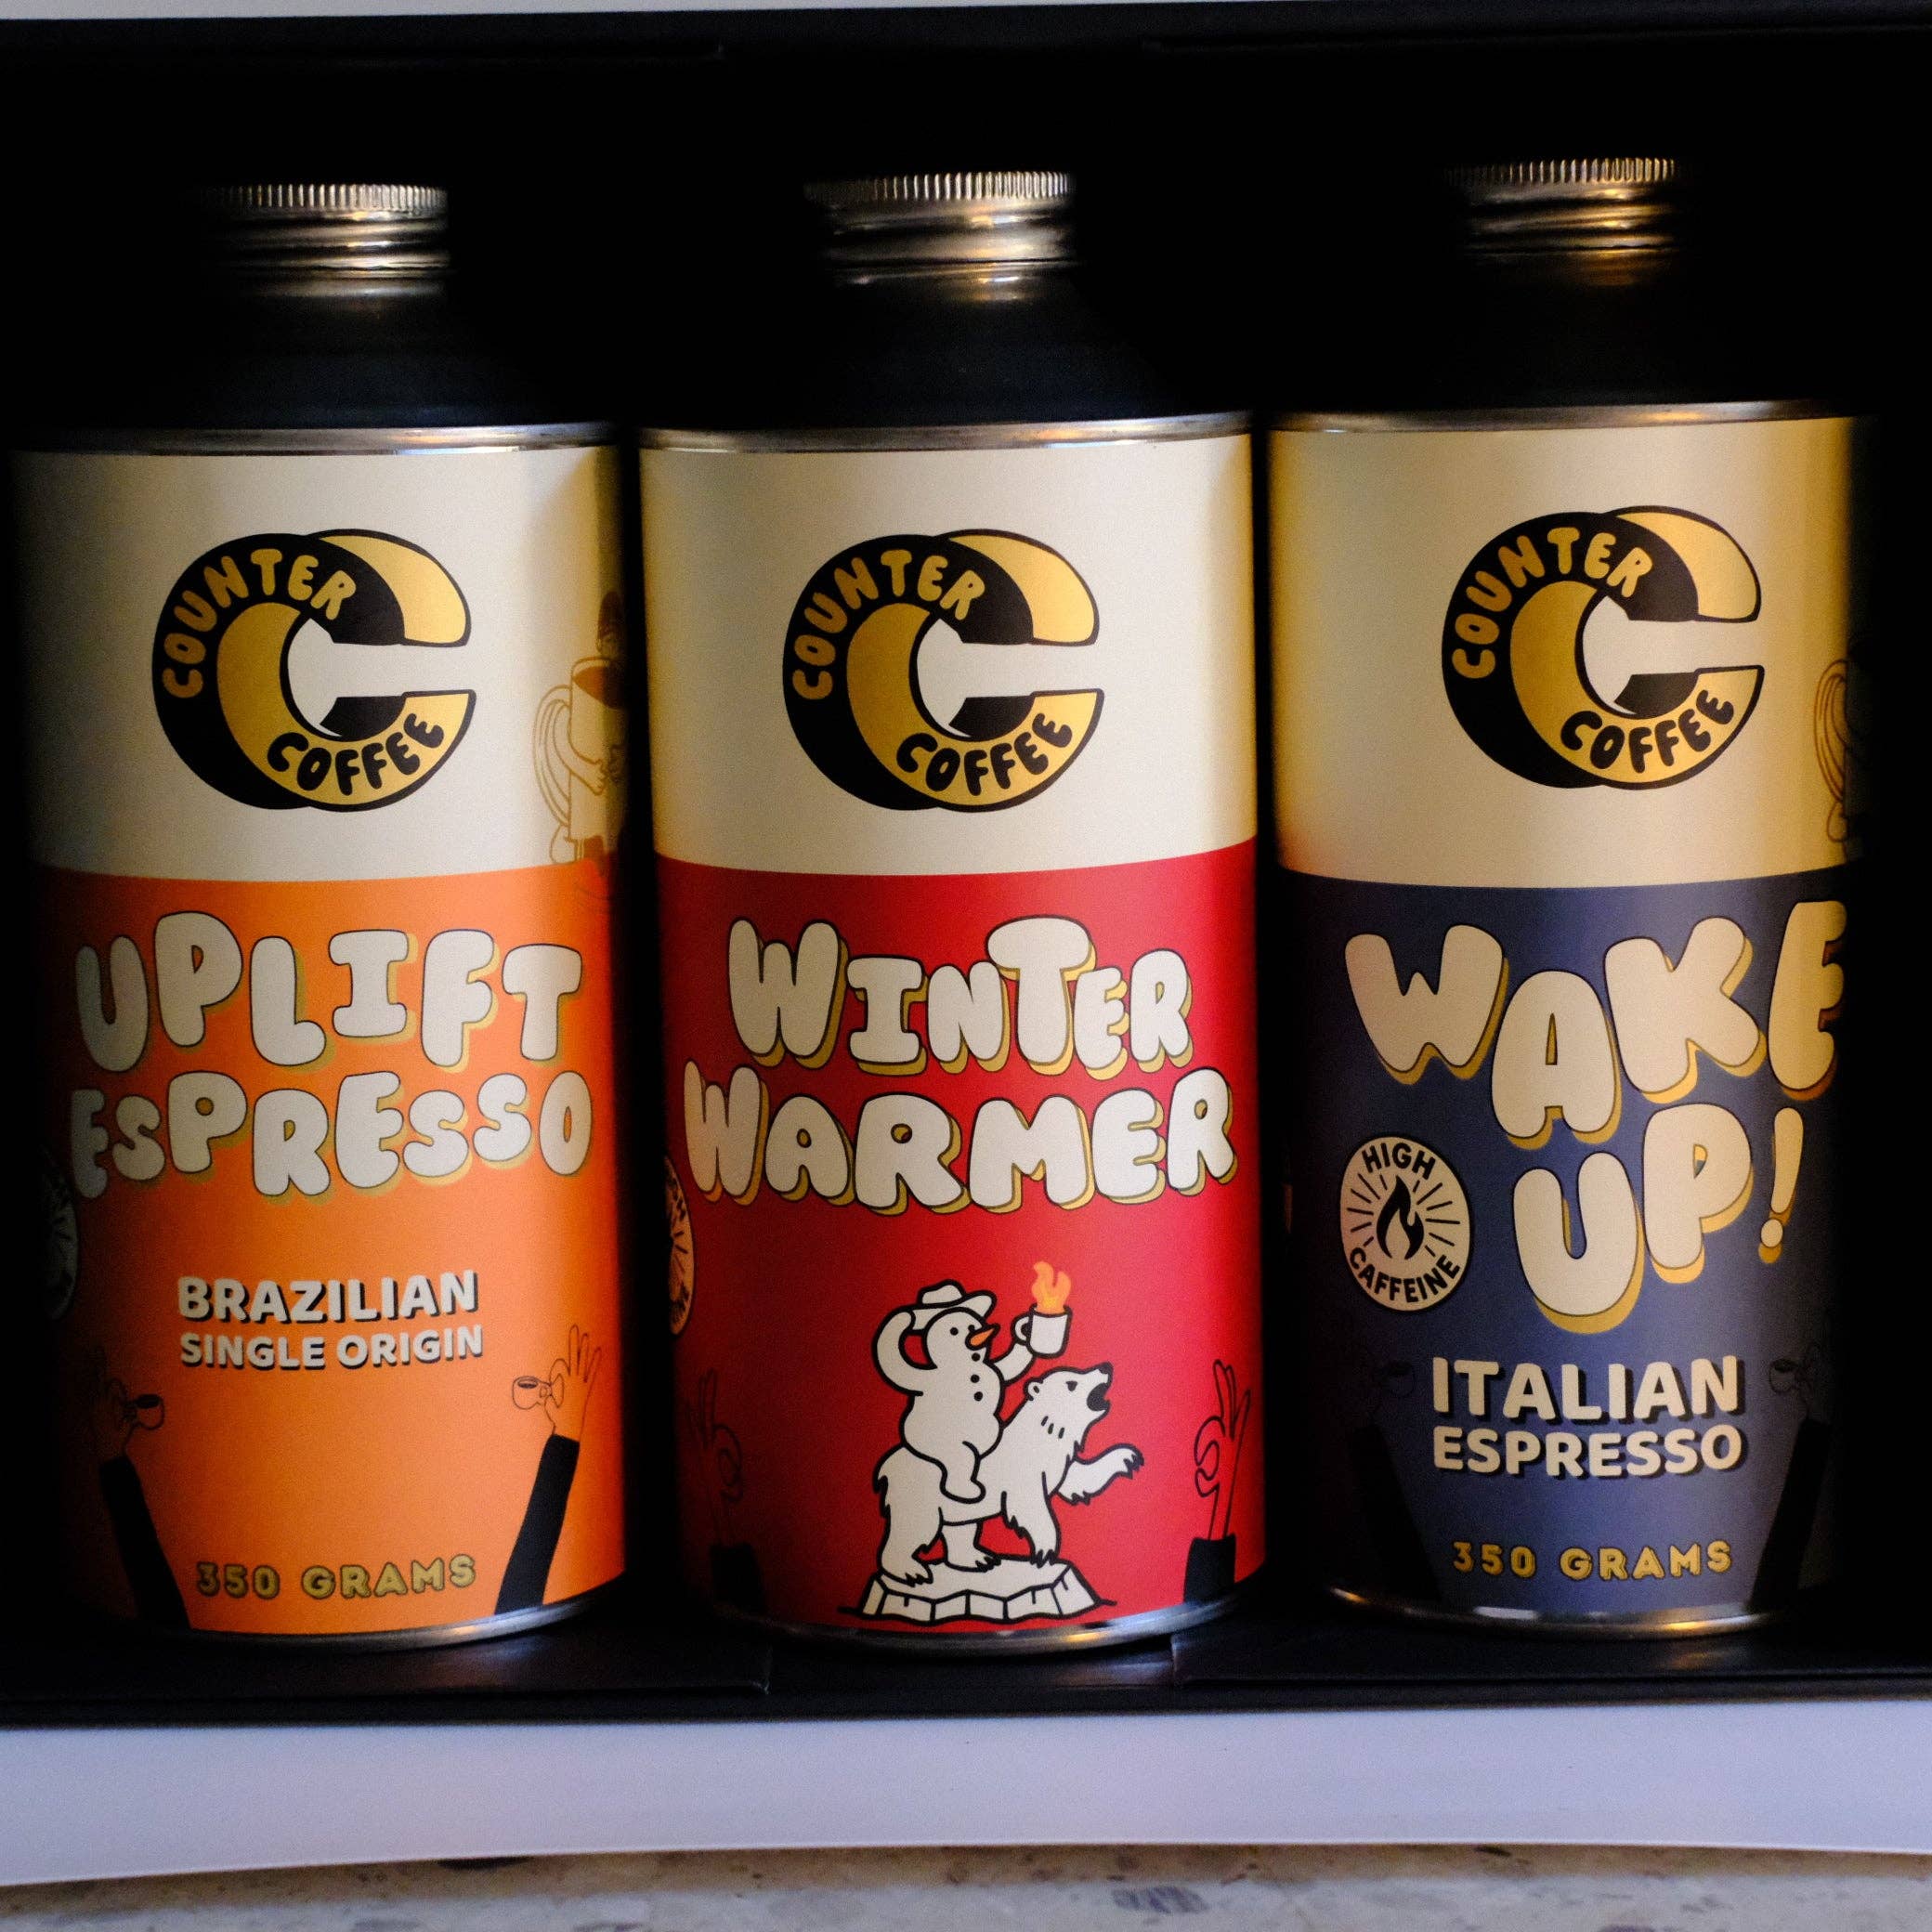 COUNTER
COFFEE
UPLIFT
ESPRESSO
BRAZILIAN
SINGLE ORIGIN
350 GRAMS
COUNTER
COFFEE
WINTER
WARMER
COUNTER
COFFEE
WAKE
UP!
HIGH
CAFFEINE
ITALIAN
ESPRESSO
350 GRAMS